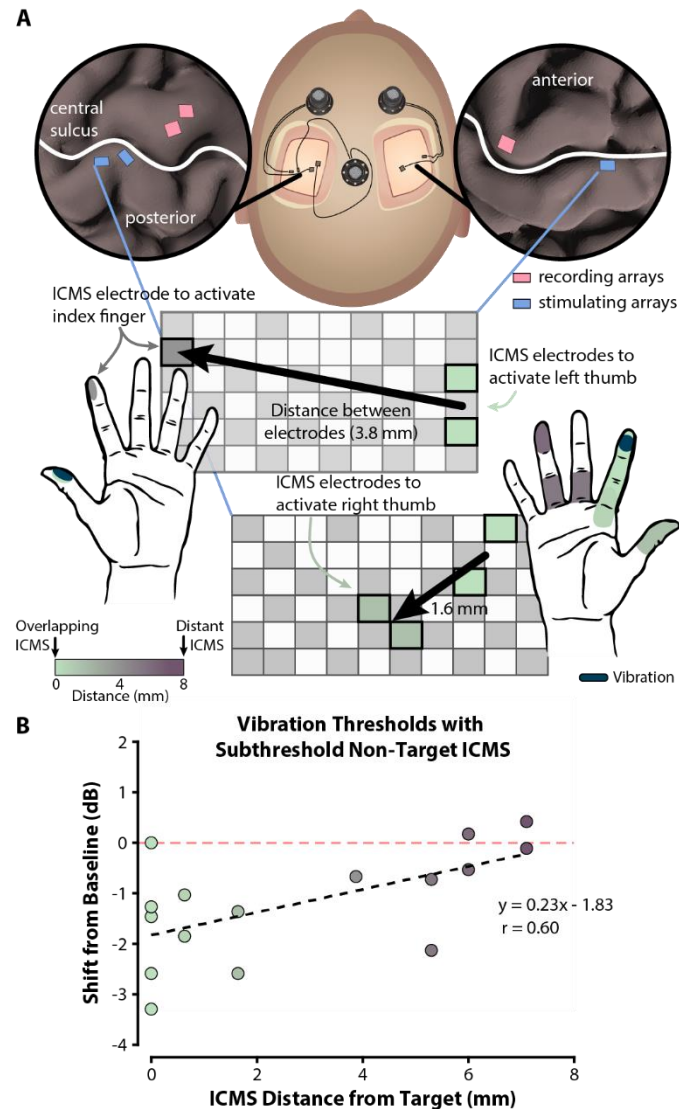 A
central
sulcus
posterior
anterior
recording arrays
stimulating arrays
ICMS electrode to activate
index finger
ICMS electrodes to
activate left thumb
Distance between
electrodes (3.8 mm)
ICMS electrodes to
activate right thumb
1.6 mm
Overlapping
ICMS
Distant
ICMS
0
4
8
Distance (mm)
Vibration
B
Vibration Thresholds with
Subthreshold Non-Target ICMS
Shift from Baseline (dB)
2
1
0
-1
-2
-3
-4
y = 0.23x - 1.83
r = 0.60
0
2
4
6
8
ICMS Distance from Target (mm)